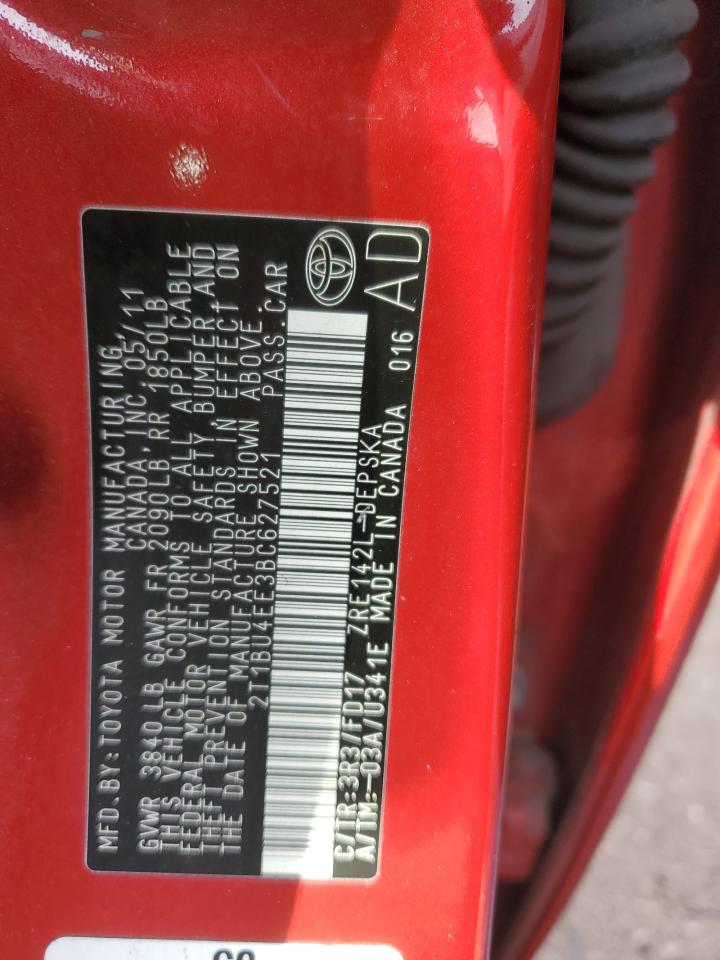 MFD.BY:TOYOTA MOTOR MANUFACTURING,
CANADA, INC. 05/11
GVWR 3840 LB GAWR FR 2090 LB RR 1850LB
THIS VEHICLE CONFORMS TO ALL APPLICABLE
FEDERAL MOTOR VEHICLE SAFETY, BUMPER, AND
THEFT PREVENTION STANDARDS IN EFFECT ON
THE DATE OF MANUFACTURE SHOWN ABOVE.
2T1BU4EE3BC627521 PASS.CAR
C/TR:3R3/FD17 ZRE142L-DEPSKA
A/TM:-03A/U341E MADE IN CANADA 016 AD